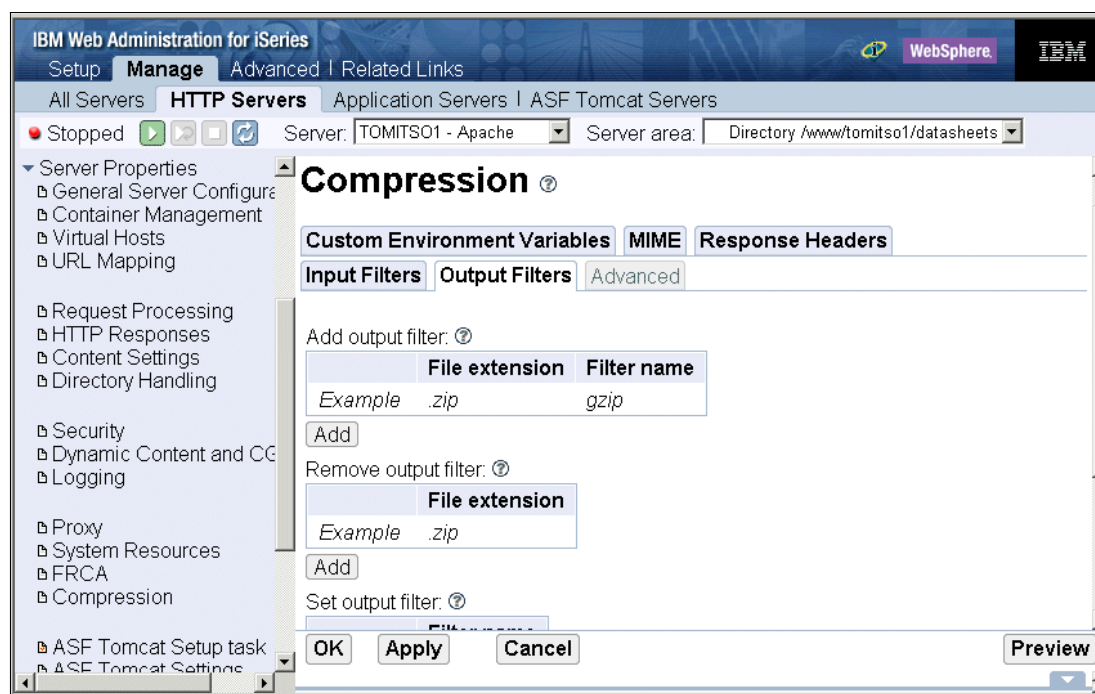 IBM Web Administration for iSeries
WebSphere.
IBM
Setup Manage Advanced | Related Links
All Servers HTTP Servers Application Servers | ASF Tomcat Servers
Stopped Server: TOMITSO1 - Apache Server area: Directory /www/tomitso1/datasheets
Server Properties
General Server Configura
Container Management
Virtual Hosts
URL Mapping
Request Processing
HTTP Responses
Content Settings
Directory Handling
Security
Dynamic Content and CG
Logging
Proxy
System Resources
FRCA
Compression
ASF Tomcat Setup task
ASF Tomcat Settings
Compression
Custom Environment Variables MIME Response Headers
Input Filters Output Filters Advanced
Add output filter:
File extension Filter name
Example .zip gzip
Add
Remove output filter:
File extension
Example .zip
Add
Set output filter:
Filter name
OK Apply Cancel Preview